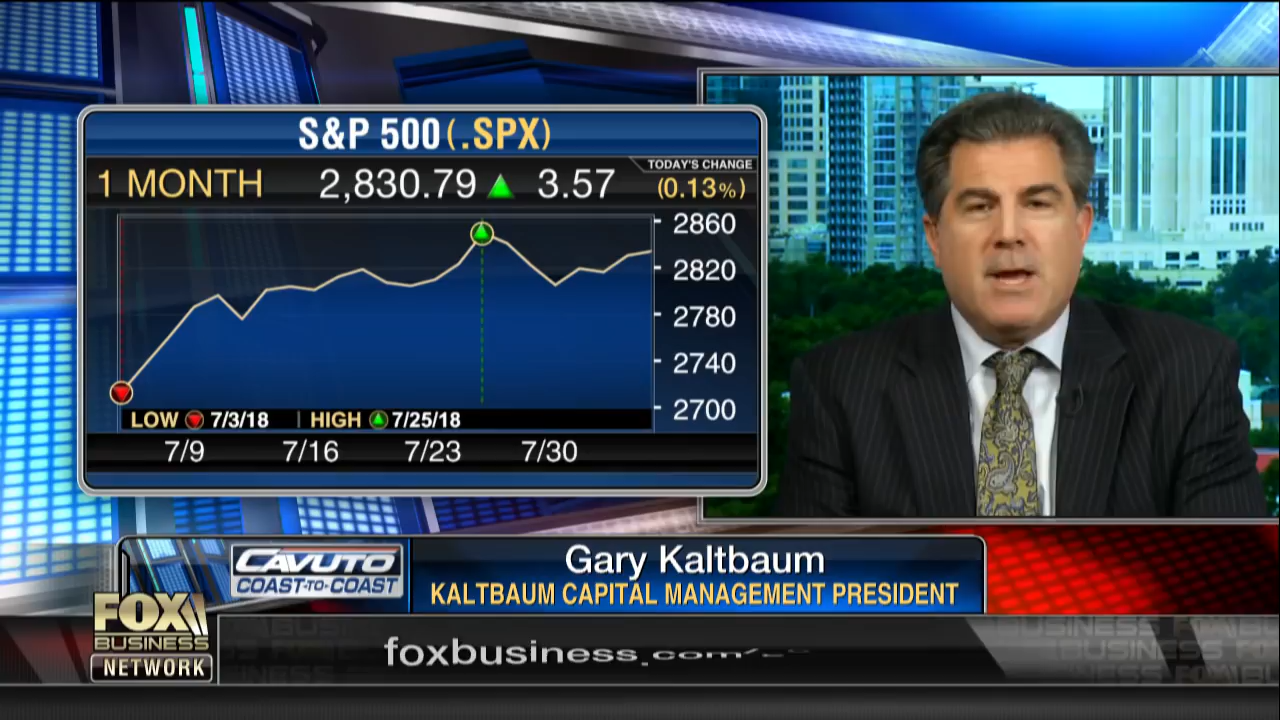 S&P 500 (.SPX)
TODAY'S CHANGE
1 MONTH 2,830.79 3.57 (0.13%)
2860
2820
2780
2740
2700
LOW 7/3/18 | HIGH 7/25/18
7/9 7/16 7/23 7/30
CAVUTO
COAST-TO-COAST
Gary Kaltbaum
KALTBAUM CAPITAL MANAGEMENT PRESIDENT
FOX
BUSINESS
NETWORK
foxbusiness.com/